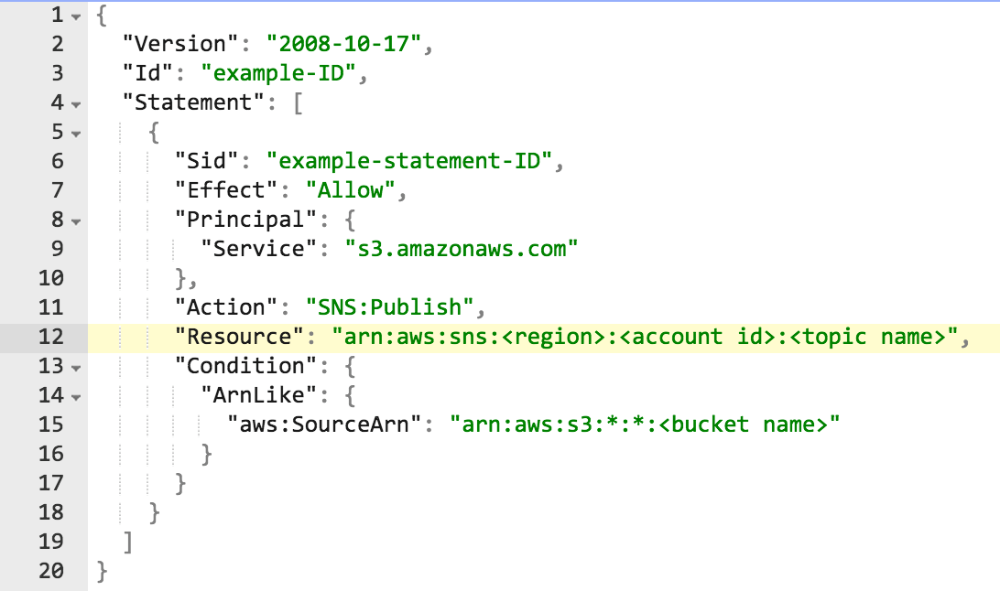 1 {
2   "Version": "2008-10-17",
3   "Id": "example-ID",
4   "Statement": [
5     {
6       "Sid": "example-statement-ID",
7       "Effect": "Allow",
8       "Principal": {
9         "Service": "s3.amazonaws.com"
10       },
11       "Action": "SNS:Publish",
12       "Resource": "arn:aws:sns:<region>:<account id>:<topic name>",
13       "Condition": {
14         "ArnLike": {
15           "aws:SourceArn": "arn:aws:s3:*:*:<bucket name>"
16         }
17       }
18     }
19   ]
20 }